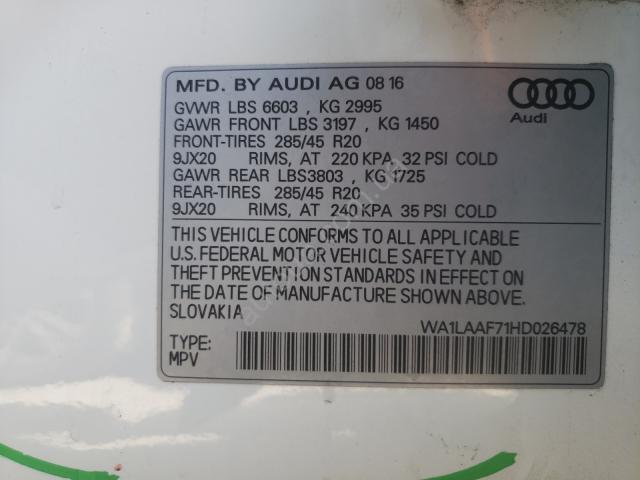 MFD. BY AUDI AG 08 16
GVWR LBS 6603 , KG 2995
GAWR FRONT LBS 3197 , KG 1450
FRONT-TIRES 285/45 R20
9JX20 RIMS, AT 220 KPA, 32 PSI COLD
GAWR REAR LBS3803 , KG 1725
REAR-TIRES 285/45 R20
9JX20 RIMS, AT 240 KPA 35 PSI COLD
Audi
THIS VEHICLE CONFORMS TO ALL APPLICABLE
U.S. FEDERAL MOTOR VEHICLE SAFETY AND
THEFT PREVENTION STANDARDS IN EFFECT ON
THE DATE OF MANUFACTURE SHOWN ABOVE.
SLOVAKIA
WA1LAAF71HD026478
TYPE:
MPV